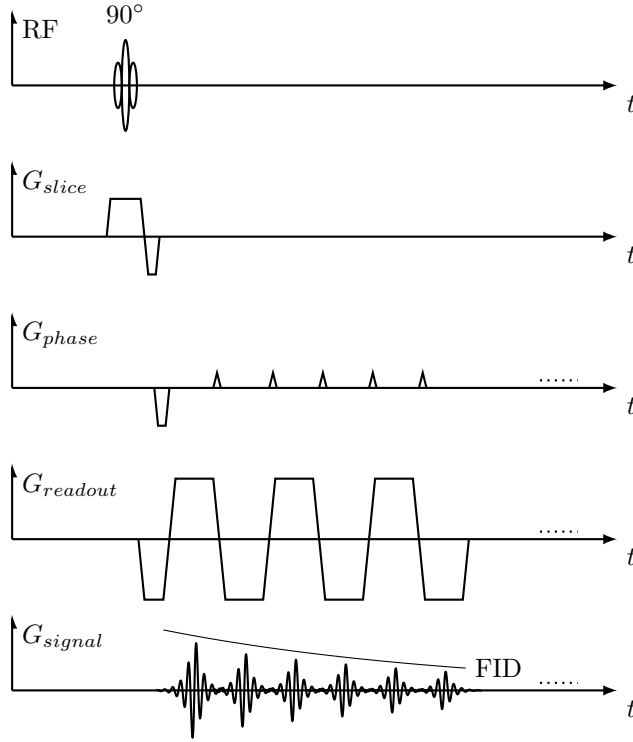 90°
RF
t
G_slice
t
G_phase
......
t
G_readout
......
t
G_signal
FID
......
t